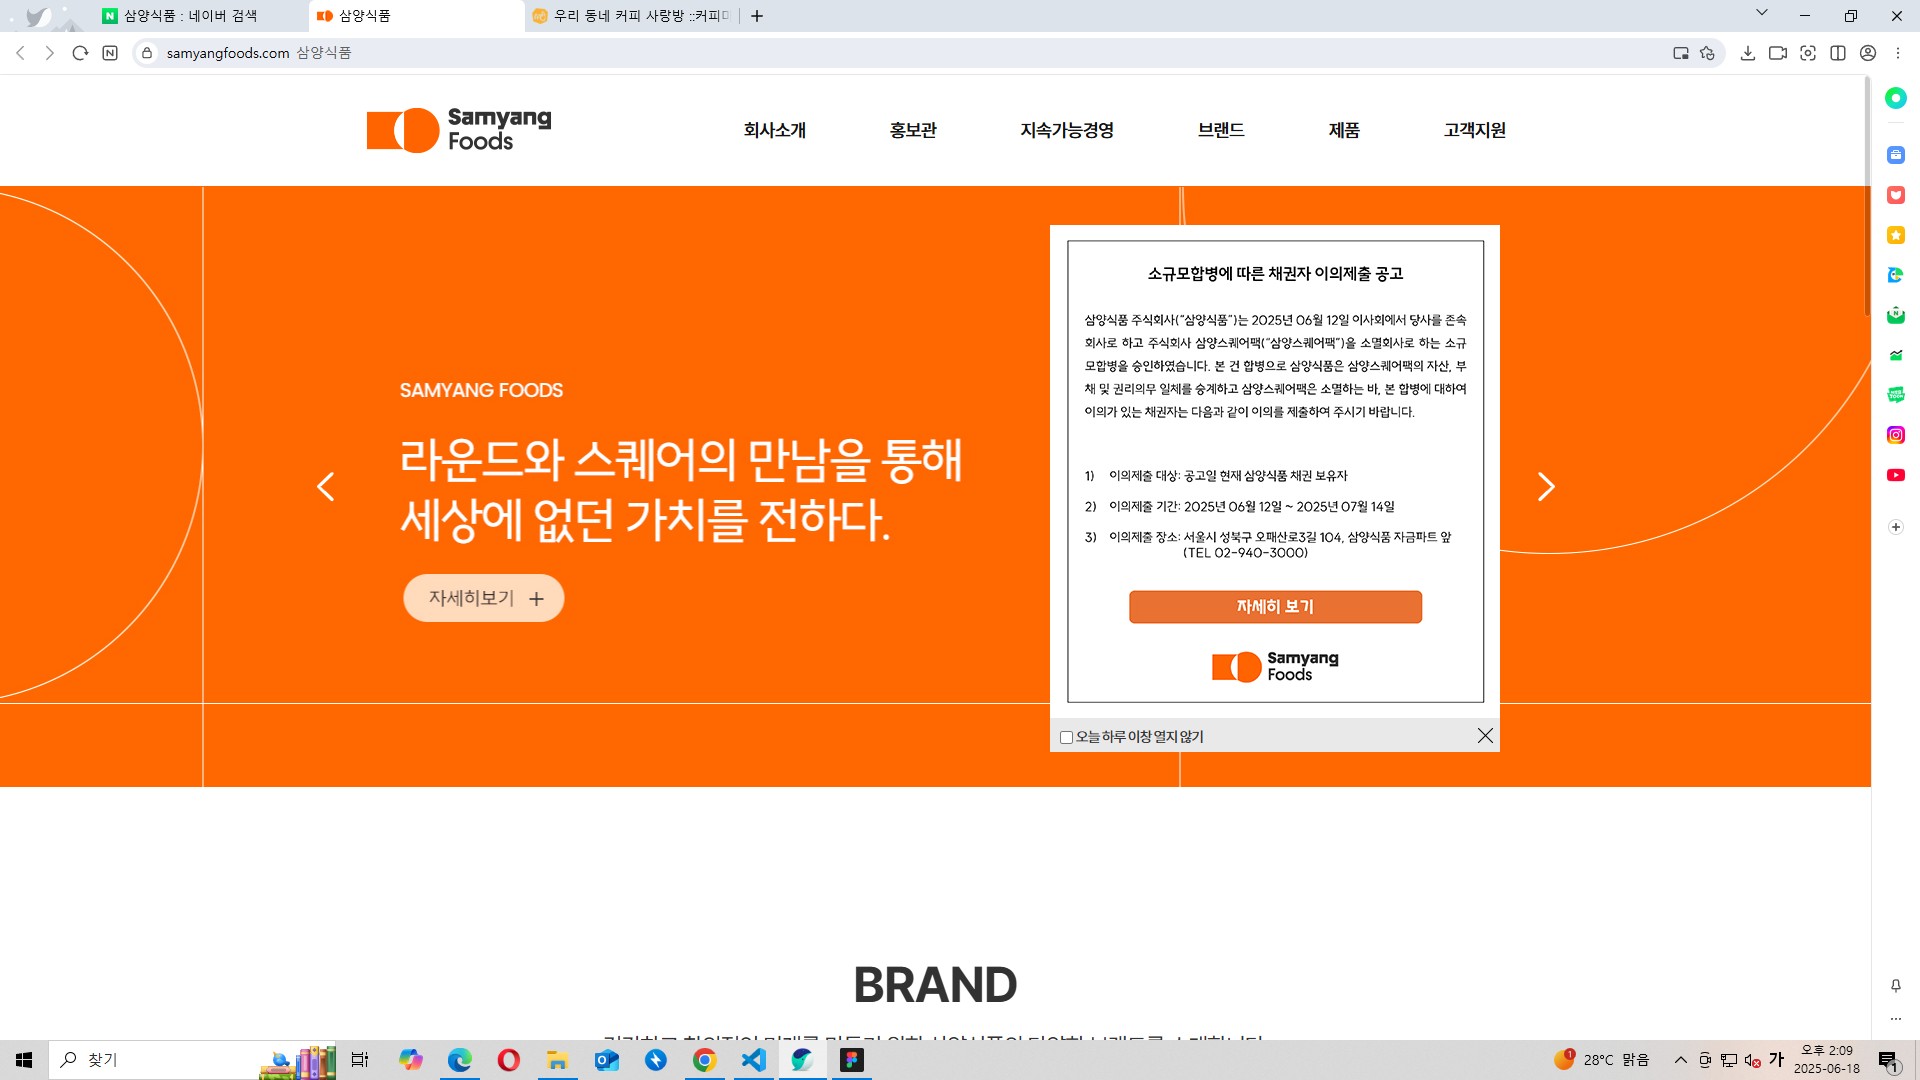 삼양식품 : 네이버 검색
삼양식품
우리 동네 커피 사랑방 ::커피
samyangfoods.com 삼양식품
Samyang
Foods
회사소개
홍보관
지속가능경영
브랜드
제품
고객지원
SAMYANG FOODS
라운드와 스퀘어의 만남을 통해
세상에 없던 가치를 전하다.
자세히보기
소규모합병에 따른 채권자 이의제출 공고
삼양식품 주식회사("삼양식품")는 2025년 06월 12일 이사회에서 당사를 존속
회사로 하고 주식회사 삼양스퀘어팩("삼양스퀘어팩")을 소멸회사로 하는 소규
모합병을 승인하였습니다. 본 건 합병으로 삼양식품은 삼양스퀘어팩의 자산, 부
채 및 권리의무 일체를 승계하고 삼양스퀘어팩은 소멸하는 바, 본 합병에 대하여
이의가 있는 채권자는 다음과 같이 이의를 제출하여 주시기 바랍니다.
1) 이의제출 대상: 공고일 현재 삼양식품 채권 보유자
2) 이의제출 기간: 2025년 06월 12일 ~ 2025년 07월 14일
3) 이의제출 장소: 서울시 성북구 오패산로3길 104, 삼양식품 자금파트 앞
(TEL 02-940-3000)
자세히 보기
Samyang
Foods
오늘 하루 이창 열지 않기
BRAND
찾기
28°C 맑음
가
오후 2:09
2025-06-18
1